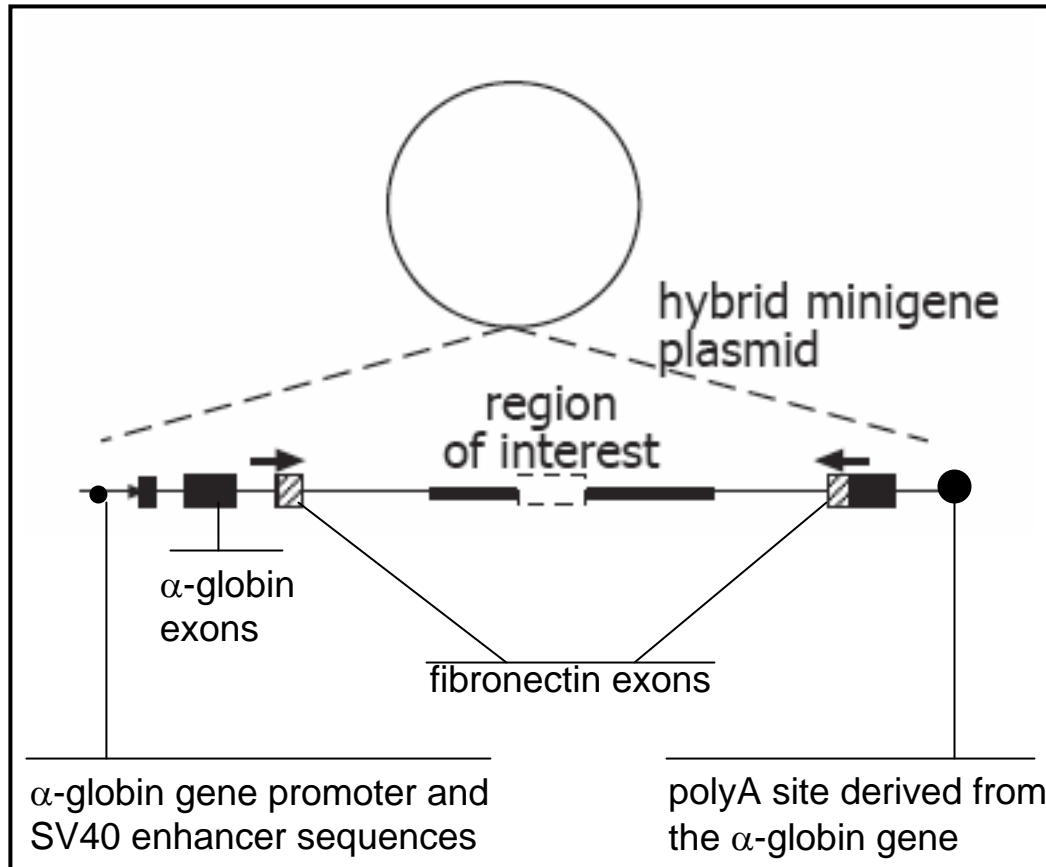 hybrid minigene
plasmid
region
of interest
α-globin
exons
fibronectin exons
α-globin gene promoter and
SV40 enhancer sequences
polyA site derived from
the α-globin gene